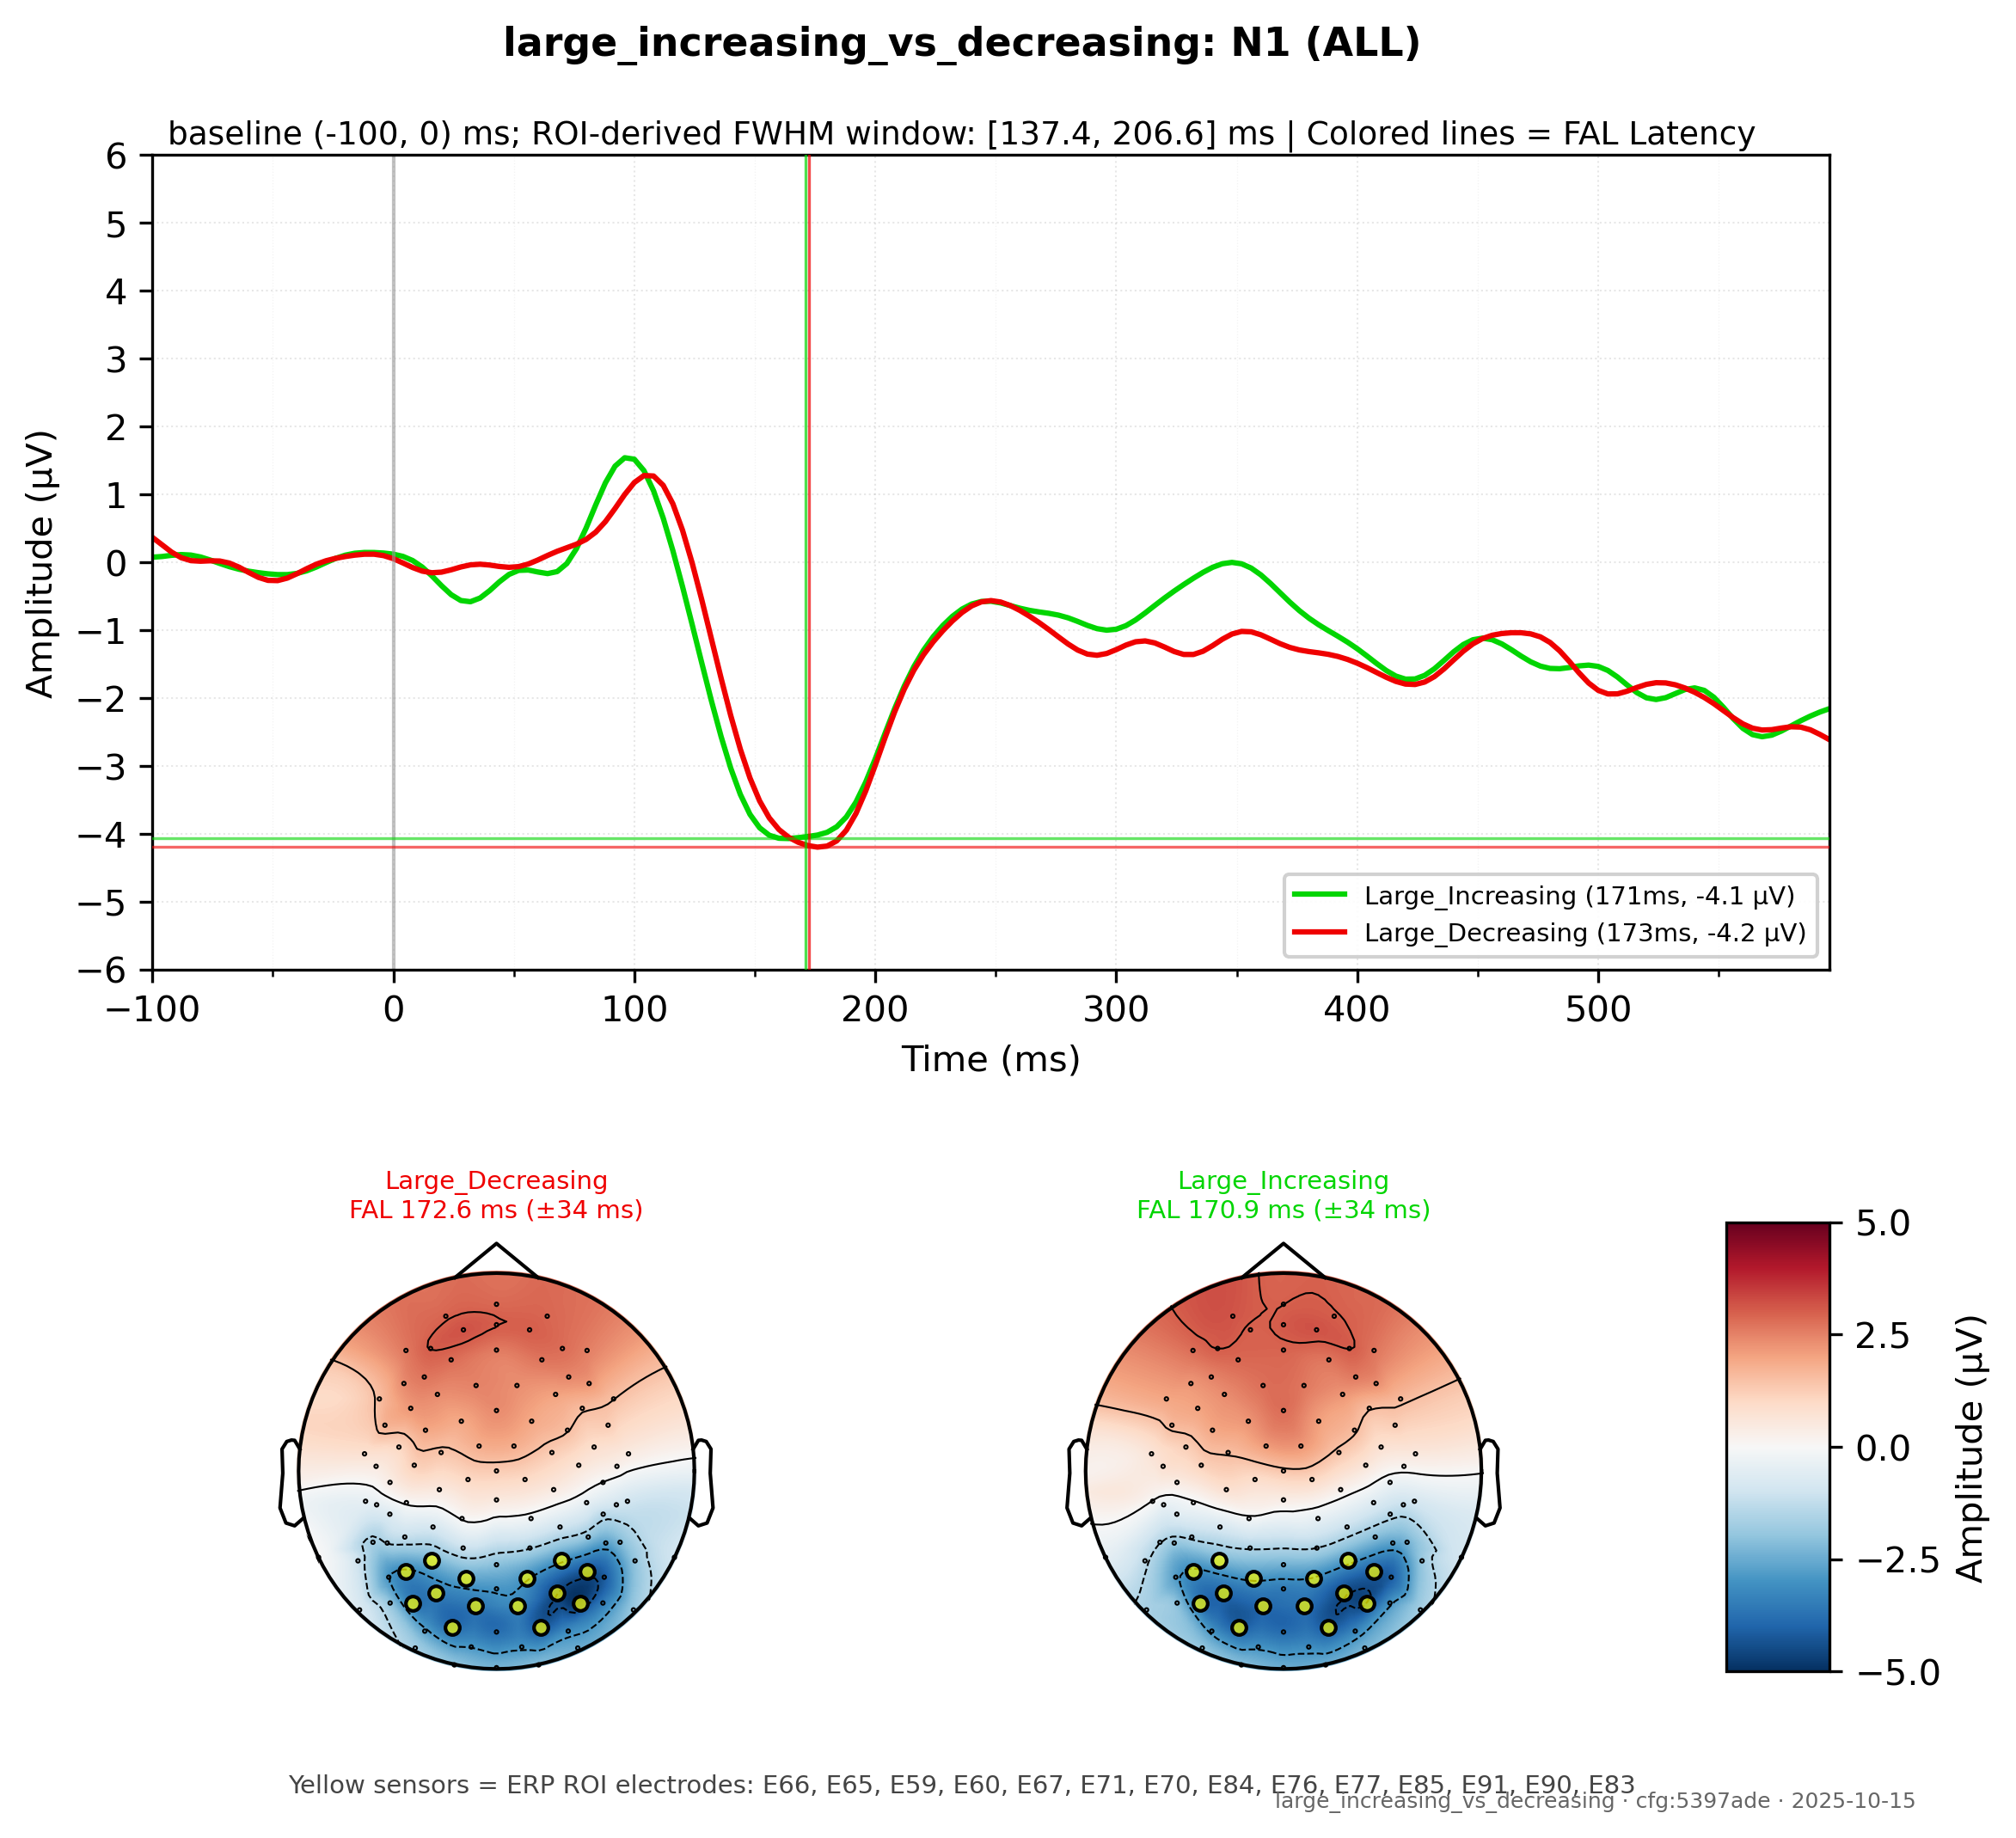 large_increasing_vs_decreasing: N1 (ALL)
baseline (-100, 0) ms; ROI-derived FWHM window: [137.4, 206.6] ms | Colored lines = FAL Latency
6
5
4
3
2
1
0
−1
−2
−3
−4
−5
−6
Amplitude (µV)
Large_Increasing (171ms, -4.1 µV)
Large_Decreasing (173ms, -4.2 µV)
−100
0
100
200
300
400
500
Time (ms)
Large_Decreasing
FAL 172.6 ms (±34 ms)
Large_Increasing
FAL 170.9 ms (±34 ms)
5.0
2.5
0.0
−2.5
−5.0
Amplitude (µV)
Yellow sensors = ERP ROI electrodes: E66, E65, E59, E60, E67, E71, E70, E84, E76, E77, E85, E91, E90, E83
large_increasing_vs_decreasing · cfg:5397ade · 2025-10-15